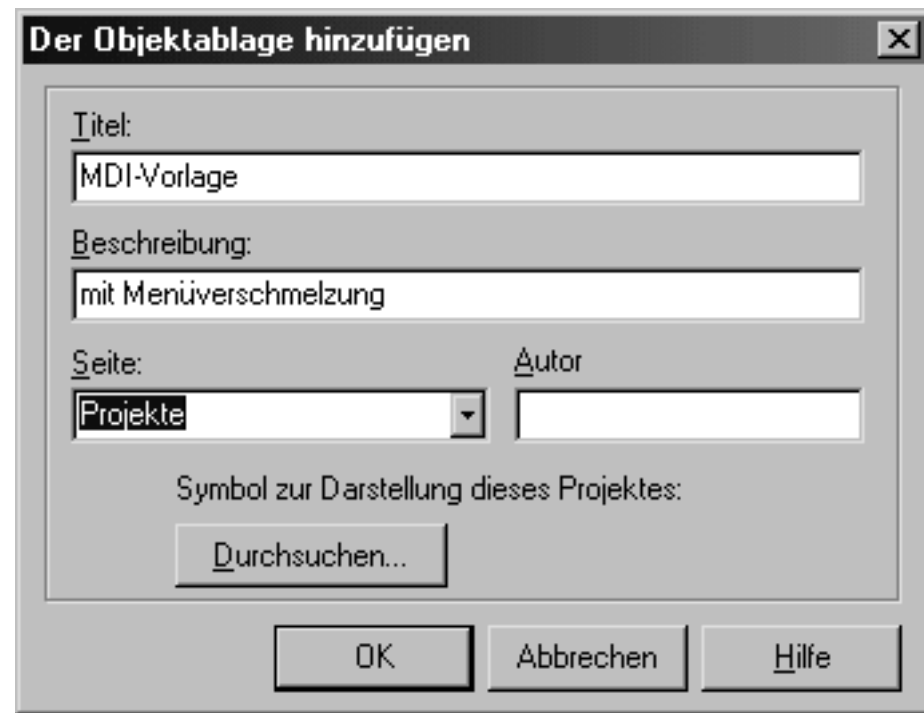 Der Objektablage hinzufügen
Titel:
MDI-Vorlage
Beschreibung:
mit Menüverschmelzung
Seite: Autor
Projekte
Symbol zur Darstellung dieses Projektes:
Durchsuchen...
OK Abbrechen Hilfe